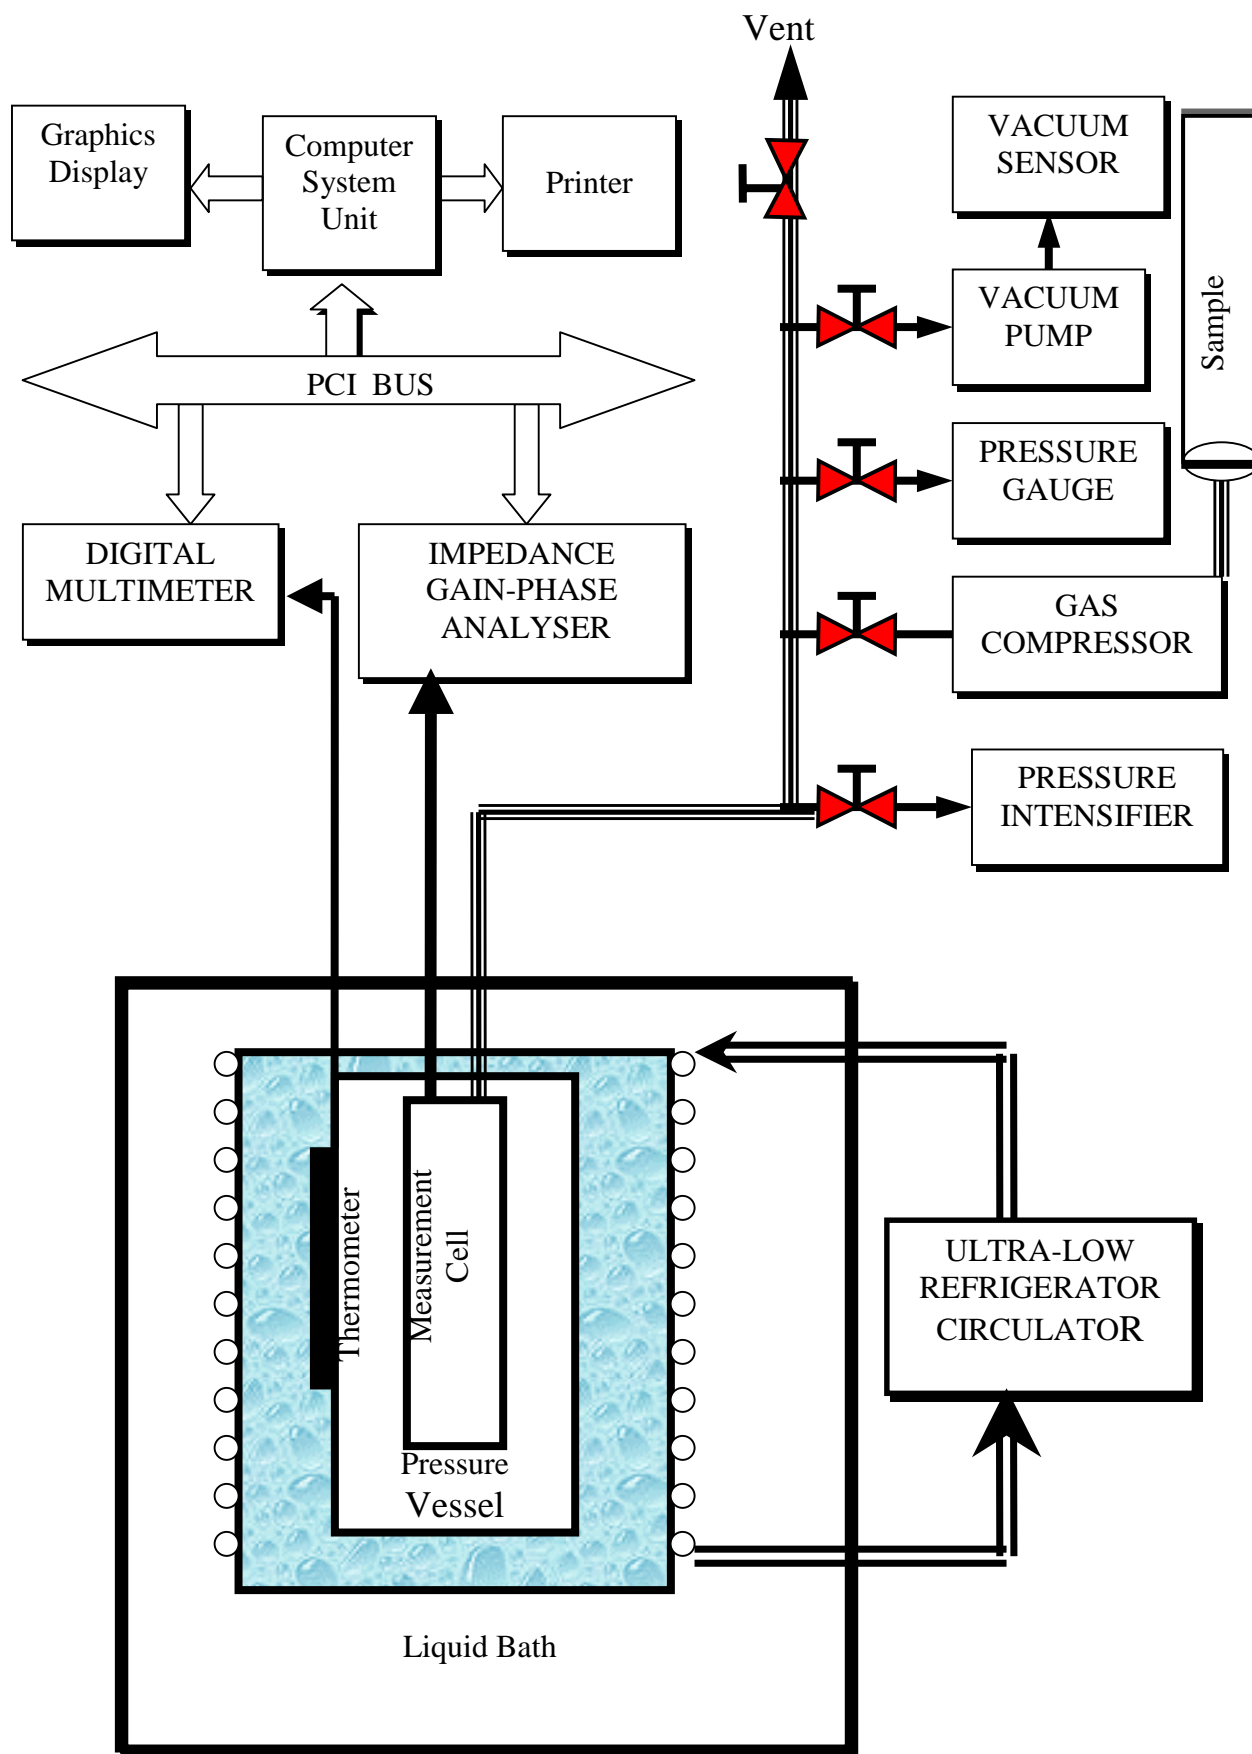 Vent
Graphics
Display
Computer
System
Unit
Printer
VACUUM
SENSOR
VACUUM
PUMP
Sample
PCI BUS
PRESSURE
GAUGE
DIGITAL
MULTIMETER
IMPEDANCE
GAIN-PHASE
ANALYSER
GAS
COMPRESSOR
PRESSURE
INTENSIFIER
Thermometer
Measurement
Cell
Pressure
Vessel
ULTRA-LOW
REFRIGERATOR
CIRCULATOR
Liquid Bath